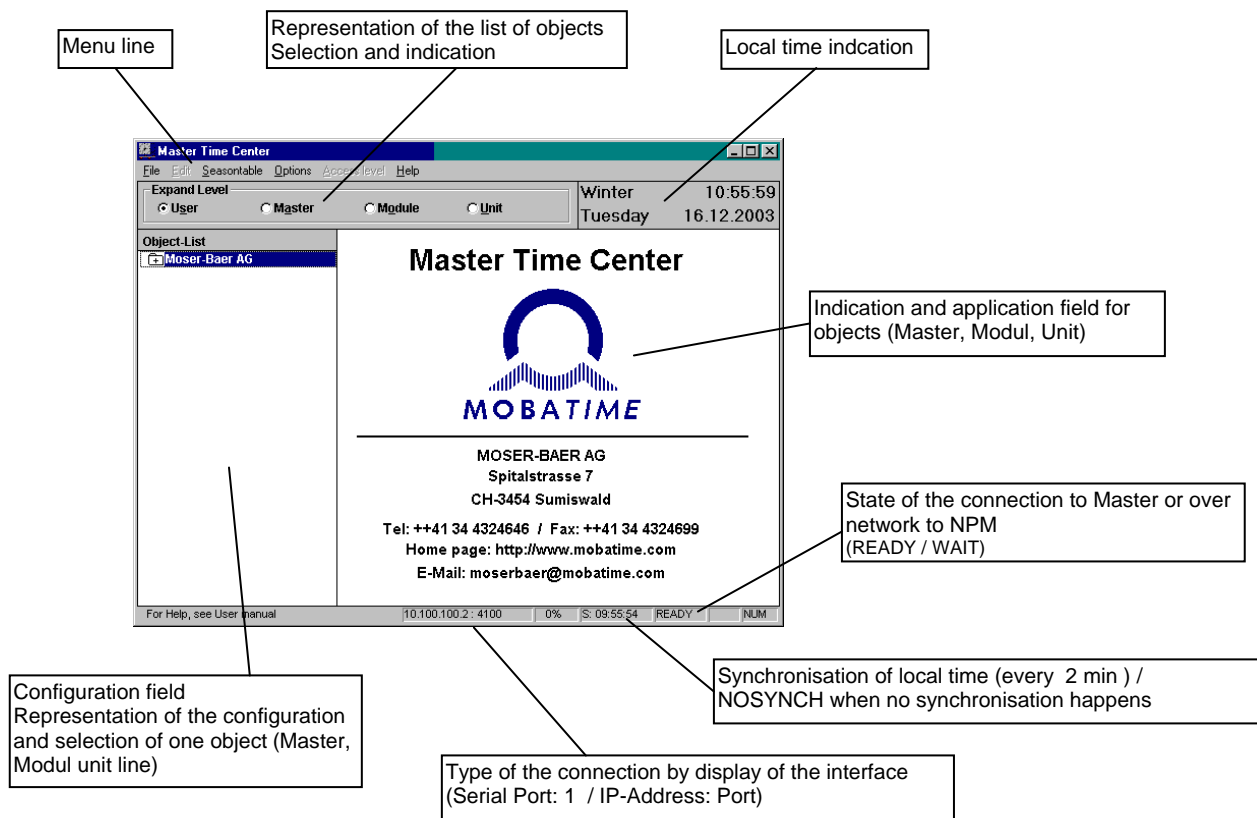 Menu line
Representation of the list of objects
Selection and indication
Local time indcation
Master Time Center
File Edit Seasontable Options Access level Help
Expand Level
User Master Module Unit
Winter 10:55:59
Tuesday 16.12.2003
Object-List
Moser-Baer AG
Master Time Center
MOBATIME
MOSER-BAER AG
Spitalstrasse 7
CH-3454 Sumiswald
Tel: ++41 34 4324646 / Fax: ++41 34 4324699
Home page: http://www.mobatime.com
E-Mail: moserbaer@mobatime.com
For Help, see User manual 10.100.100.2 : 4100 0% S: 09:55:54 READY NUM
Indication and application field for
objects (Master, Modul, Unit)
State of the connection to Master or over
network to NPM
(READY / WAIT)
Synchronisation of local time (every 2 min ) /
NOSYNCH when no synchronisation happens
Configuration field
Representation of the configuration
and selection of one object (Master,
Modul unit line)
Type of the connection by display of the interface
(Serial Port: 1 / IP-Address: Port)